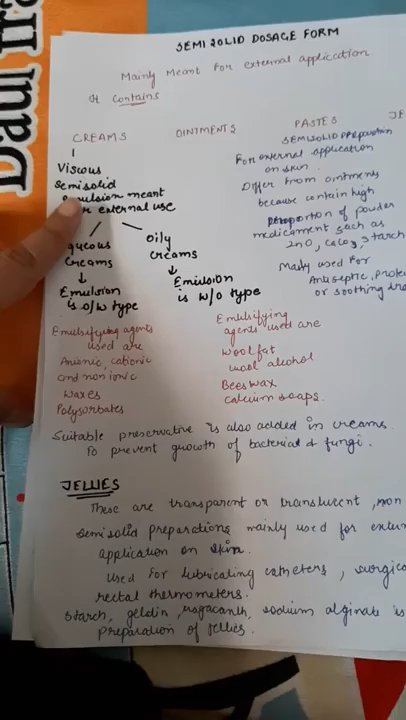 SEMI SOLID DOSAGE FORM
Mainly Meant For external application.
It contains
CREAMS
OINTMENTS
PASTES
JE
Viscous
Semisolid
Emulsion meant
for external use
Aqueous
Creams
Emulsion
is o/w type
Oily
Creams
Emulsion
is W/O type
SEMISOLID PREPARATION
For external application
on skin.
Differ from ointments
because contain high
proportion of powder
medicament such as
ZnO, CaCO3, Starch
Mainly used for
Antiseptic, Prote
or soothing dre
Emulsifying agents
used are
Anionic, cationic
and non ionic
Waxes
Polysorbates
Emulsifying
agents used are
Wool fat
wool alcohol
Beeswax
calcium soaps.
Suitable preservative is also added in creams.
To prevent growth of bacterial & fungi.
JELLIES
These are transparent or translucent, non
semisolid preparations mainly used for exter
application on skin.
Used for lubricating catheters, surgica
rectal thermometers.
Starch, gelatin, sodium alginate is
preparation of Jellies.